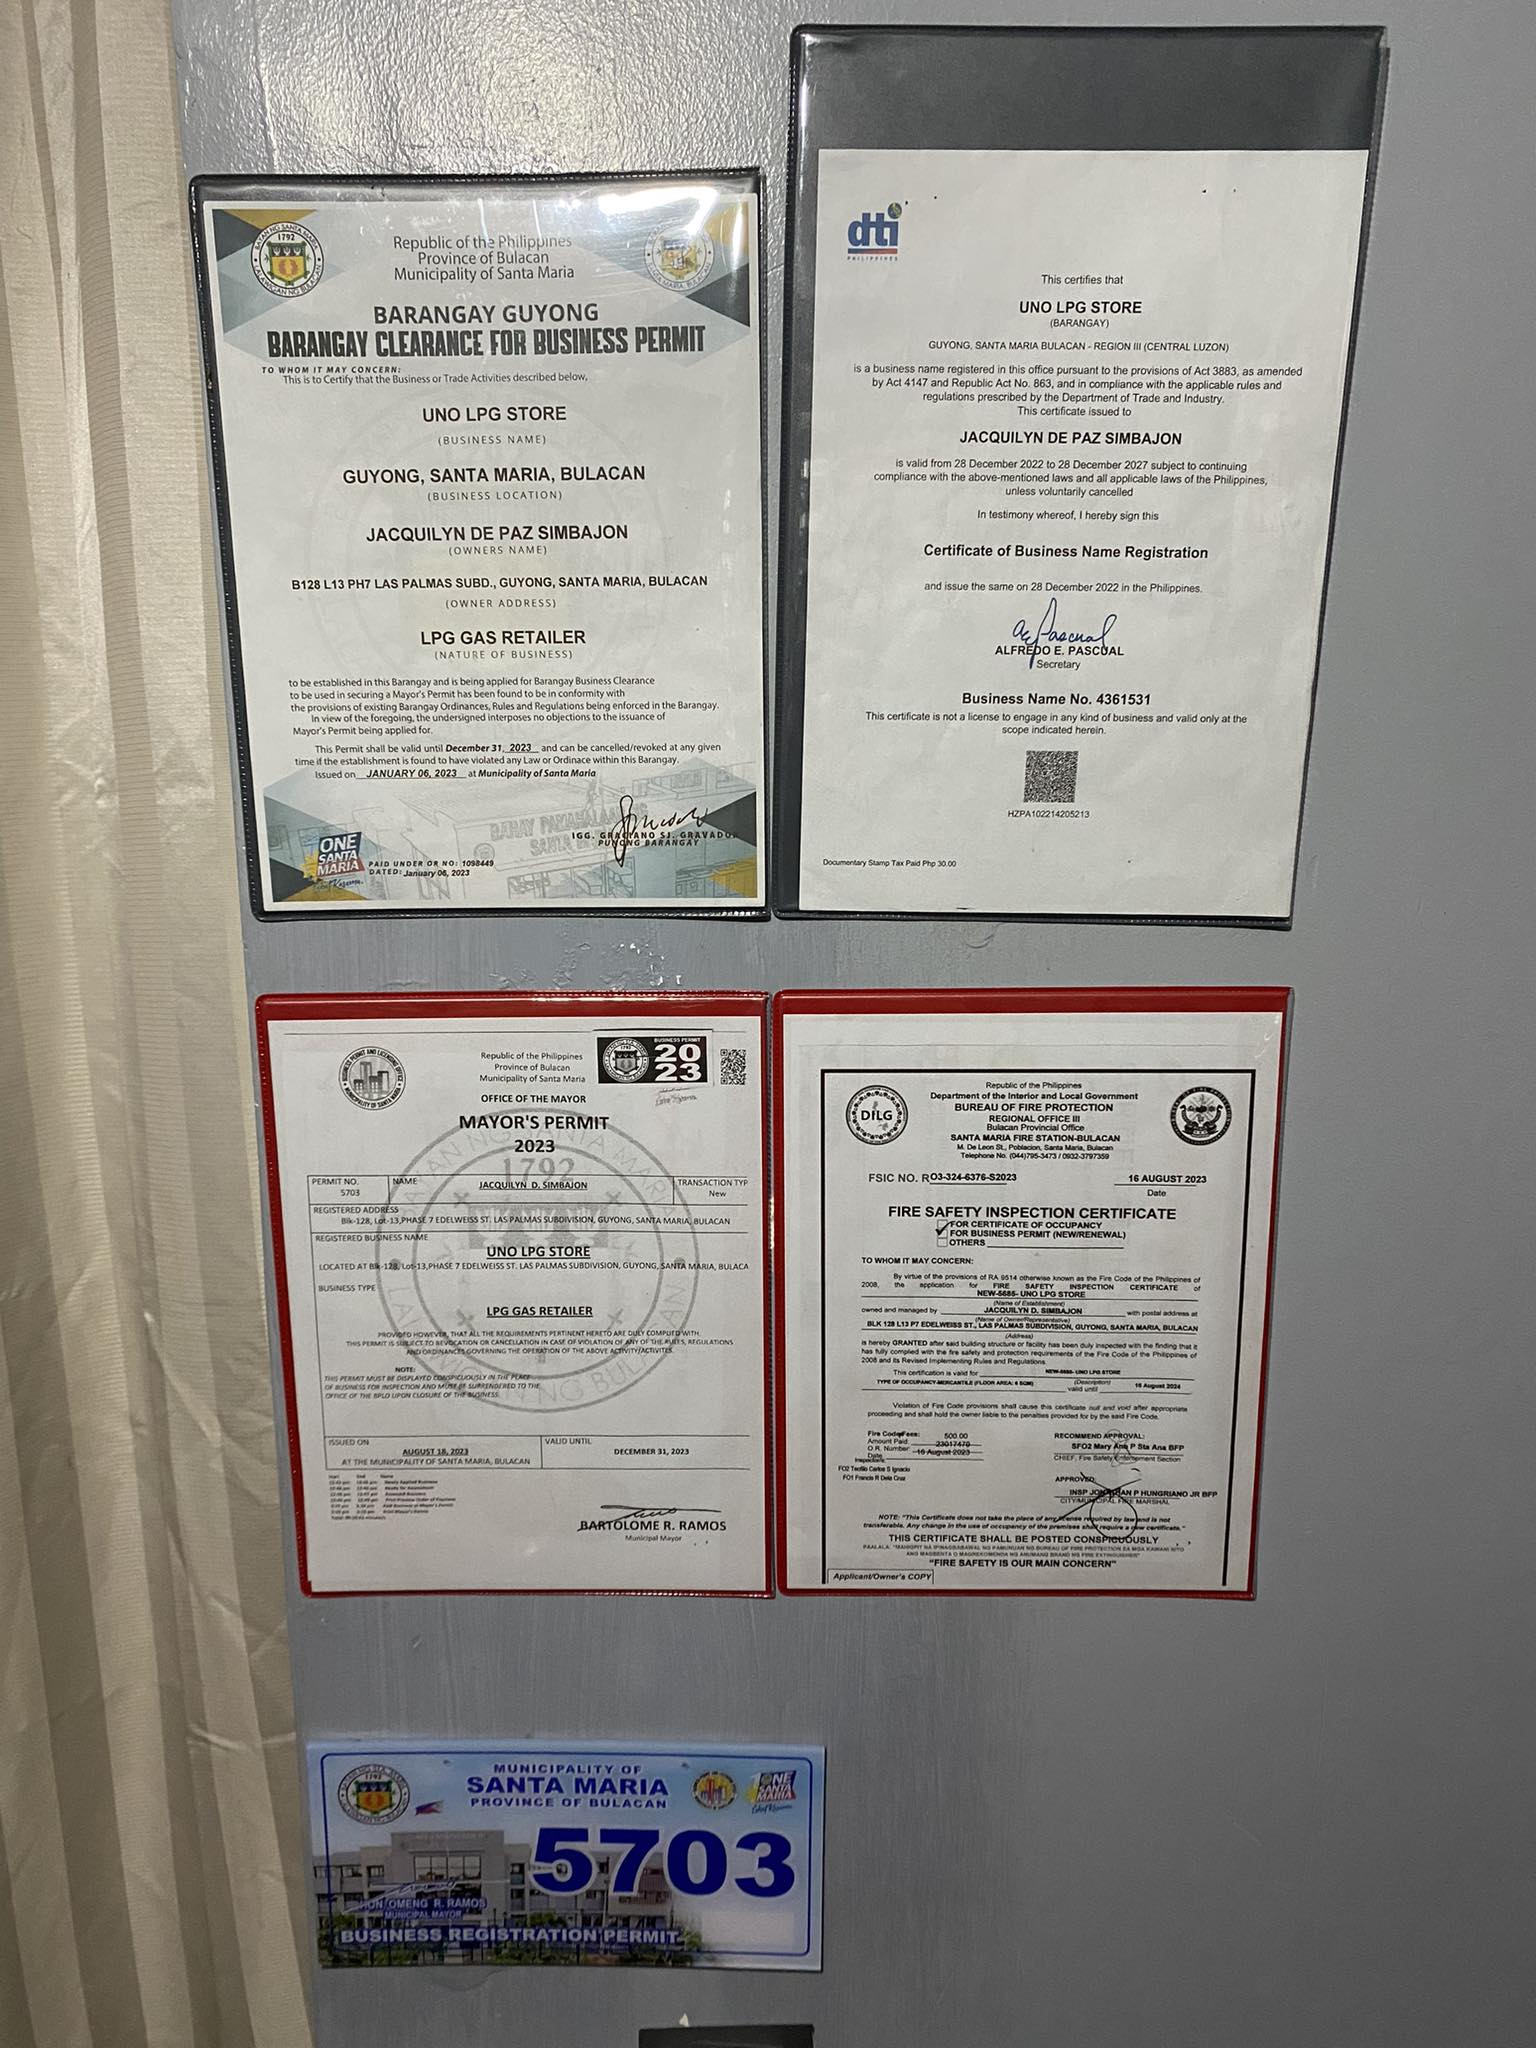 Republic of the Philippines
Province of Bulacan
Municipality of Santa Maria
BARANGAY GUYONG
BARANGAY CLEARANCE FOR BUSINESS PERMIT
TO WHOM IT MAY CONCERN:
This is to Certify that the Business or Trade Activities described below,
UNO LPG STORE
(BUSINESS NAME)
GUYONG, SANTA MARIA, BULACAN
(BUSINESS LOCATION)
JACQUILYN DE PAZ SIMBAJON
(OWNERS NAME)
B128 L13 PH7 LAS PALMAS SUBD., GUYONG, SANTA MARIA, BULACAN
(OWNER ADDRESS)
LPG GAS RETAILER
(NATURE OF BUSINESS)
to be established in this Barangay and is being applied for Barangay Business Clearance
to be used in securing a Mayor's Permit has been found to be in conformity with
the provisions of existing Barangay Ordinances, Rules and Regulations being enforced in the Barangay.
In view of the foregoing, the undersigned interposes no objections to the issuance of
Mayor's Permit being applied for.
This Permit shall be valid until December 31, 2023 and can be cancelled/revoked at any given
time if the establishment is found to have violated any Law or Ordinace within this Barangay.
Issued on JANUARY 06, 2023 at Municipality of Santa Maria
IGG. GRACIANO SJ. GRAVADOR
PUNONG BARANGAY
ONE
SANTA
MARIA
PAID UNDER OR NO: 1098449
DATED: January 06, 2023
dti
PHILIPPINES
This certifies that
UNO LPG STORE
(BARANGAY)
GUYONG, SANTA MARIA BULACAN - REGION III (CENTRAL LUZON)
is a business name registered in this office pursuant to the provisions of Act 3883, as amended
by Act 4147 and Republic Act No. 863, and in compliance with the applicable rules and
regulations prescribed by the Department of Trade and Industry.
This certificate issued to
JACQUILYN DE PAZ SIMBAJON
is valid from 28 December 2022 to 28 December 2027 subject to continuing
compliance with the above-mentioned laws and all applicable laws of the Philippines,
unless voluntarily cancelled
In testimony whereof, I hereby sign this
Certificate of Business Name Registration
and issue the same on 28 December 2022 in the Philippines.
ALFREDO E. PASCUAL
Secretary
Business Name No. 4361531
This certificate is not a license to engage in any kind of business and valid only at the
scope indicated herein.
HZPA102214205213
Documentary Stamp Tax Paid Php 30.00
Republic of the Philippines
Province of Bulacan
Municipality of Santa Maria
BUSINESS PERMIT
2023
OFFICE OF THE MAYOR
MAYOR'S PERMIT
2023
PERMIT NO.
5703
NAME
JACQUILYN D. SIMBAJON
TRANSACTION TYP
New
REGISTERED ADDRESS
Blk-128, Lot-13,PHASE 7 EDELWEISS ST. LAS PALMAS SUBDIVISION, GUYONG, SANTA MARIA, BULACAN
REGISTERED BUSINESS NAME
UNO LPG STORE
LOCATED AT Blk-128, Lot-13,PHASE 7 EDELWEISS ST. LAS PALMAS SUBDIVISION, GUYONG, SANTA MARIA, BULACA
BUSINESS TYPE
LPG GAS RETAILER
PROVIDED HOWEVER, THAT ALL THE REQUIREMENTS PERTINENT HERETO ARE DULY COMPLIED WITH.
THIS PERMIT IS SUBJECT TO REVOCATION OR CANCELLATION IN CASE OF VIOLATION OF ANY OF THE RULES, REGULATIONS
AND ORDINANCES GOVERNING THE OPERATION OF THE ABOVE ACTIVITY/ACTIVITES.
NOTE:
THIS PERMIT MUST BE DISPLAYED CONSPICIOUSLY IN THE PLACE
OF BUSINESS FOR INSPECTION AND MUST BE SURRENDERED TO THE
OFFICE OF THE BPLO UPON CLOSURE OF THE BUSINESS.
ISSUED ON
AUGUST 18, 2023
AT THE MUNICIPALITY OF SANTA MARIA, BULACAN
VALID UNTIL
DECEMBER 31, 2023
BARTOLOME R. RAMOS
Municipal Mayor
DILG
Republic of the Philippines
Department of the Interior and Local Government
BUREAU OF FIRE PROTECTION
REGIONAL OFFICE III
Bulacan Provincial Office
SANTA MARIA FIRE STATION-BULACAN
M. De Leon St., Poblacion, Santa Maria, Bulacan
Telephone No. (044)795-3473 / 0932-3797359
FSIC NO. RO3-324-6376-S2023
16 AUGUST 2023
Date
FIRE SAFETY INSPECTION CERTIFICATE
FOR CERTIFICATE OF OCCUPANCY
✓ FOR BUSINESS PERMIT (NEW/RENEWAL)
OTHERS
TO WHOM IT MAY CONCERN:
By virtue of the provisions of RA 9514 otherwise known as the Fire Code of the Philippines of
2008, the application for FIRE SAFETY INSPECTION CERTIFICATE of
NEW-5685- UNO LPG STORE
(Name of Establishment)
owned and managed by JACQUILYN D. SIMBAJON with postal address at
(Name of Owner/Representative)
BLK 128 L13 P7 EDELWEISS ST., LAS PALMAS SUBDIVISION, GUYONG, SANTA MARIA, BULACAN
(Address)
is hereby GRANTED after said building structure or facility has been duly inspected with the finding that it
has fully complied with the fire safety and protection requirements of the Fire Code of the Philippines of
2008 and its Revised Implementing Rules and Regulations.
This certification is valid for NEW-5685- UNO LPG STORE
TYPE OF OCCUPANCY-MERCANTILE (FLOOR AREA: 6 SQM) (Description) valid until 16 August 2024
Violation of Fire Code provisions shall cause this certificate null and void after appropriate
proceeding and shall hold the owner liable to the penalties provided for by the said Fire Code.
Fire Code Fees:
Amount Paid: 500.00
O.R. Number: 23017470
Date 16 August 2023
Inspectors:
FO2 Teofilo Carlos S Ignacio
FO1 Francis R Dela Cruz
RECOMMEND APPROVAL:
SFO2 Mary Ann P Sta Ana BFP
CHIEF, Fire Safety Enforcement Section
APPROVED:
INSP JONATHAN P HUNGRIANO JR BFP
CITY/MUNICIPAL FIRE MARSHAL
NOTE: "This Certificate does not take the place of any license required by law and is not
transferable. Any change in the use of occupancy of the premises shall require a new certificate."
THIS CERTIFICATE SHALL BE POSTED CONSPICUOUSLY
PAALALA: "MAHIGPIT NA IPINAGBABAWAL NG PAMUNUAN NG BUREAU OF FIRE PROTECTION SA MGA KAWANI NITO
ANG MAGBENTA O MAGREKOMENDA NG ANUMANG BRAND NG FIRE EXTINGUISHER"
"FIRE SAFETY IS OUR MAIN CONCERN"
Applicant/Owner's COPY
MUNICIPALITY OF
SANTA MARIA
PROVINCE OF BULACAN
ONE
SANTA
MARIA
5703
HON OMENG R. RAMOS
MUNICIPAL MAYOR
BUSINESS REGISTRATION PERMIT